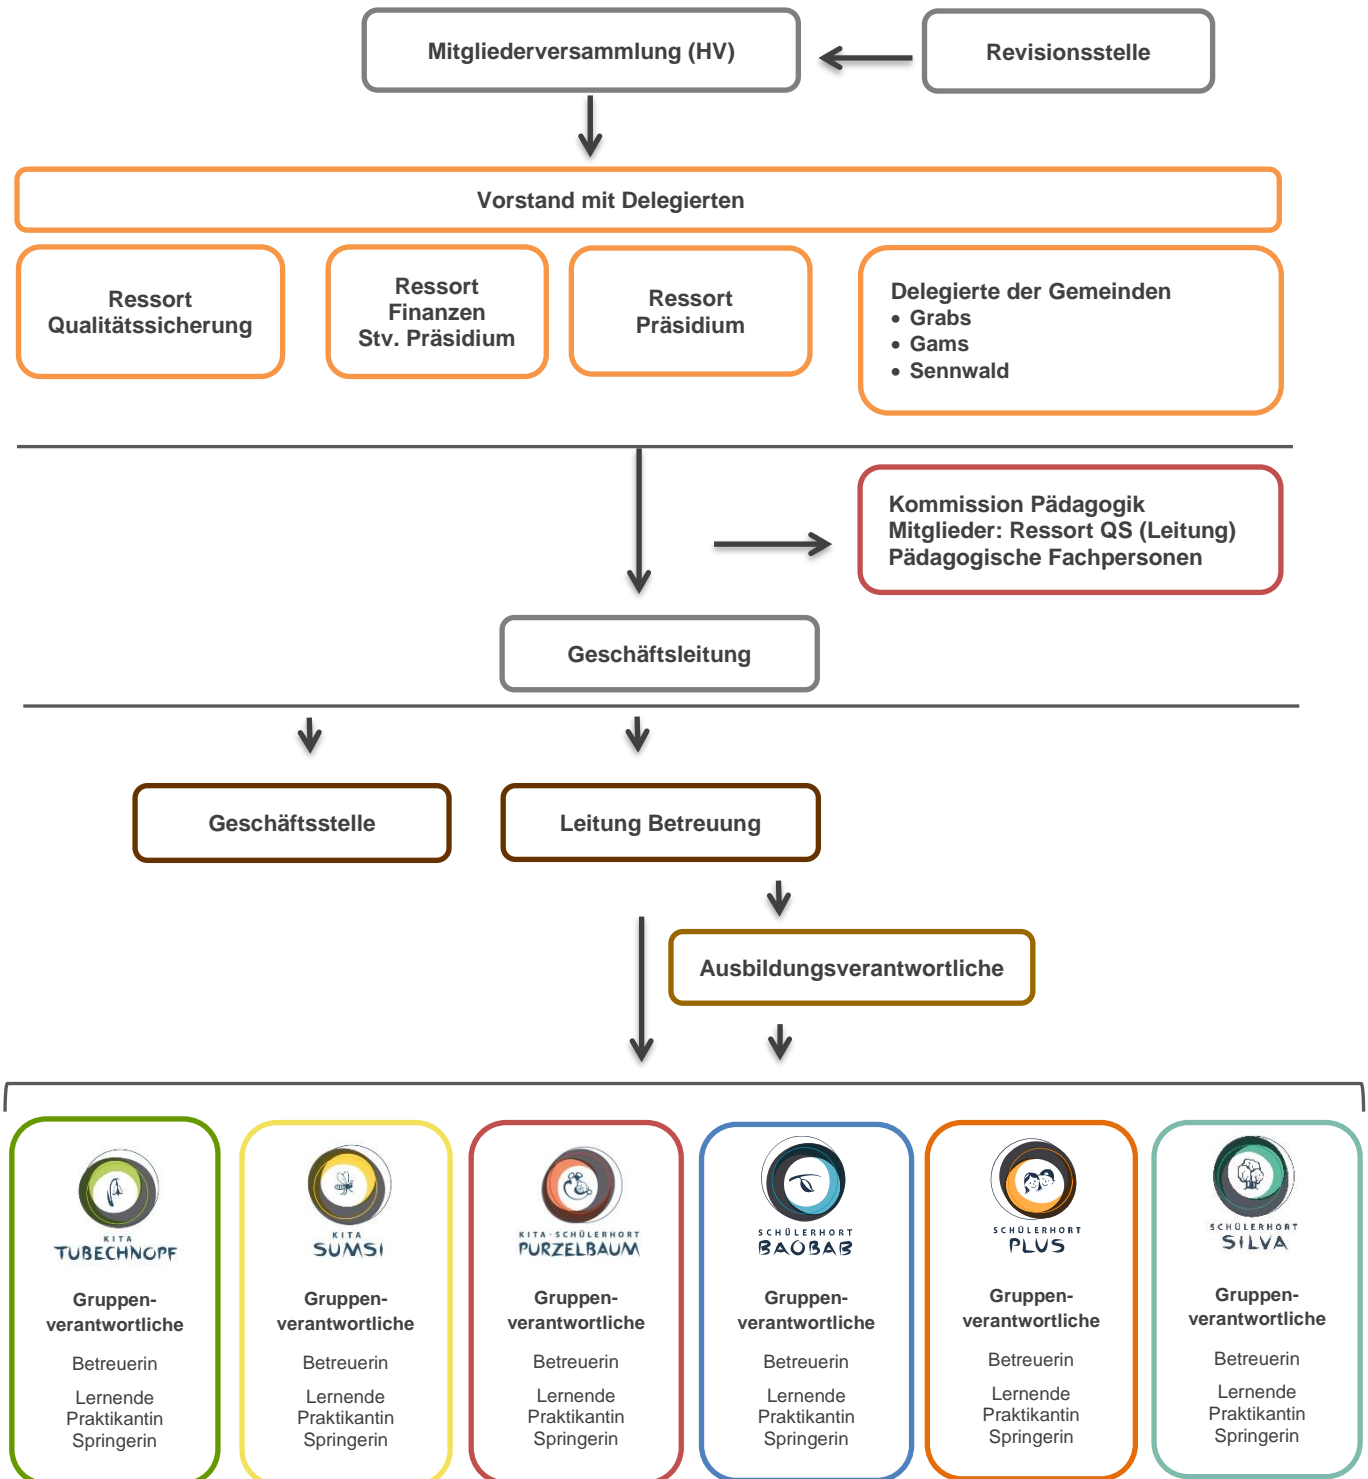 Mitgliederversammlung (HV)
Revisionsstelle
Vorstand mit Delegierten
Ressort
Qualitätssicherung
Ressort
Finanzen
Stv. Präsidium
Ressort
Präsidium
Delegierte der Gemeinden
• Grabs
• Gams
• Sennwald
Kommission Pädagogik
Mitglieder: Ressort QS (Leitung)
Pädagogische Fachpersonen
Geschäftsleitung
Geschäftsstelle
Leitung Betreuung
Ausbildungsverantwortliche
KITA
TUBECHNOPF
Gruppen-
verantwortliche
Betreuerin
Lernende
Praktikantin
Springerin
KITA
SUMSI
Gruppen-
verantwortliche
Betreuerin
Lernende
Praktikantin
Springerin
KITA·SCHÜLERHORT
PURZELBAUM
Gruppen-
verantwortliche
Betreuerin
Lernende
Praktikantin
Springerin
SCHÜLERHORT
BAOBAB
Gruppen-
verantwortliche
Betreuerin
Lernende
Praktikantin
Springerin
SCHÜLERHORT
PLUS
Gruppen-
verantwortliche
Betreuerin
Lernende
Praktikantin
Springerin
SCHÜLERHORT
SILVA
Gruppen-
verantwortliche
Betreuerin
Lernende
Praktikantin
Springerin